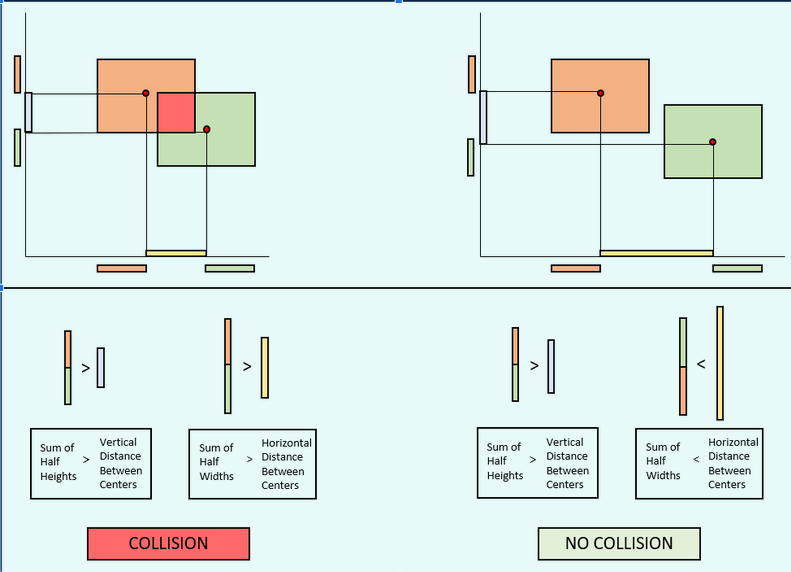 >
>
>
<
Sum of
Half
Heights
>
Vertical
Distance
Between
Centers
Sum of
Half
Widths
>
Horizontal
Distance
Between
Centers
Sum of
Half
Heights
>
Vertical
Distance
Between
Centers
Sum of
Half
Widths
<
Horizontal
Distance
Between
Centers
COLLISION
NO COLLISION